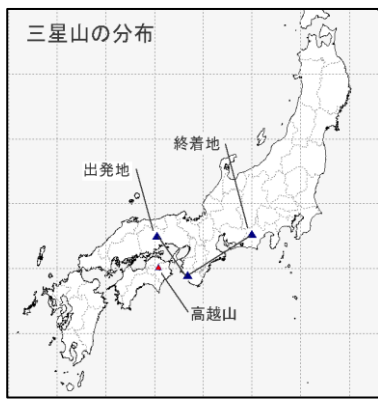 三星山の分布
終着地
出発地
高越山